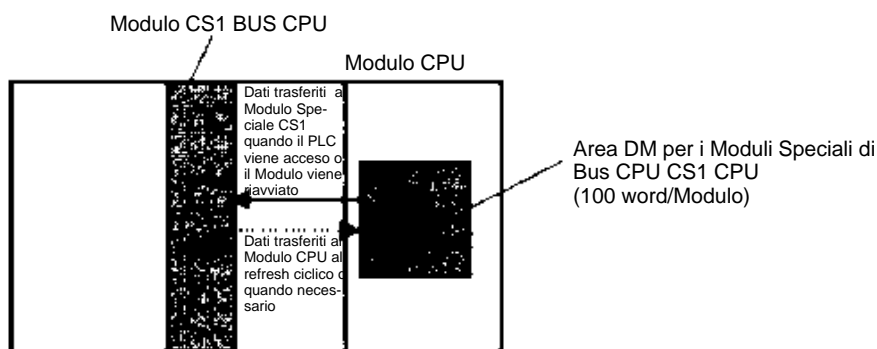 Modulo CS1 BUS CPU
Modulo CPU
Dati trasferiti a
Modulo Spe-
ciale CS1
quando il PLC
viene acceso o
il Modulo viene
riavviato
Area DM per i Moduli Speciali di
Bus CPU CS1 CPU
(100 word/Modulo)
Dati trasferiti al
Modulo CPU al
refresh ciclico o
quando neces-
sario